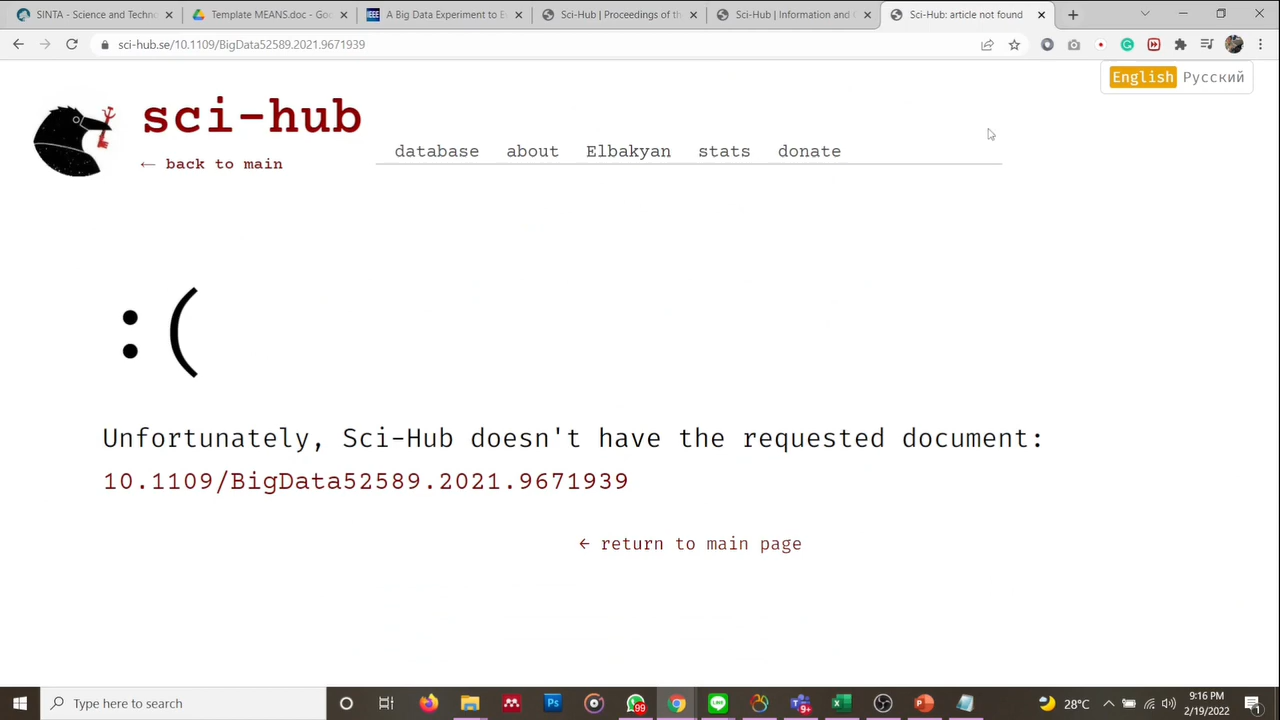 SINTA - Science and Techn
Template MEANS.doc - Goo
A Big Data Experiment to E
Sci-Hub | Proceedings of th
Sci-Hub | Information and C
Sci-Hub: article not found
sci-hub.se/10.1109/BigData52589.2021.9671939
English Русский
sci-hub
← back to main
database about Elbakyan stats donate
:(
Unfortunately, Sci-Hub doesn't have the requested document:
10.1109/BigData52589.2021.9671939
← return to main page
Type here to search
28°C
9:16 PM
2/19/2022